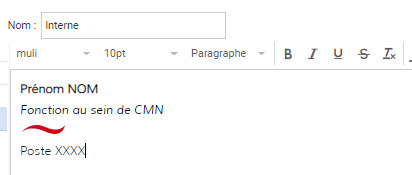 Nom : Interne
muli 10pt Paragraphe B I U S Tx
Prénom NOM
Fonction au sein de CMN
Poste XXXX